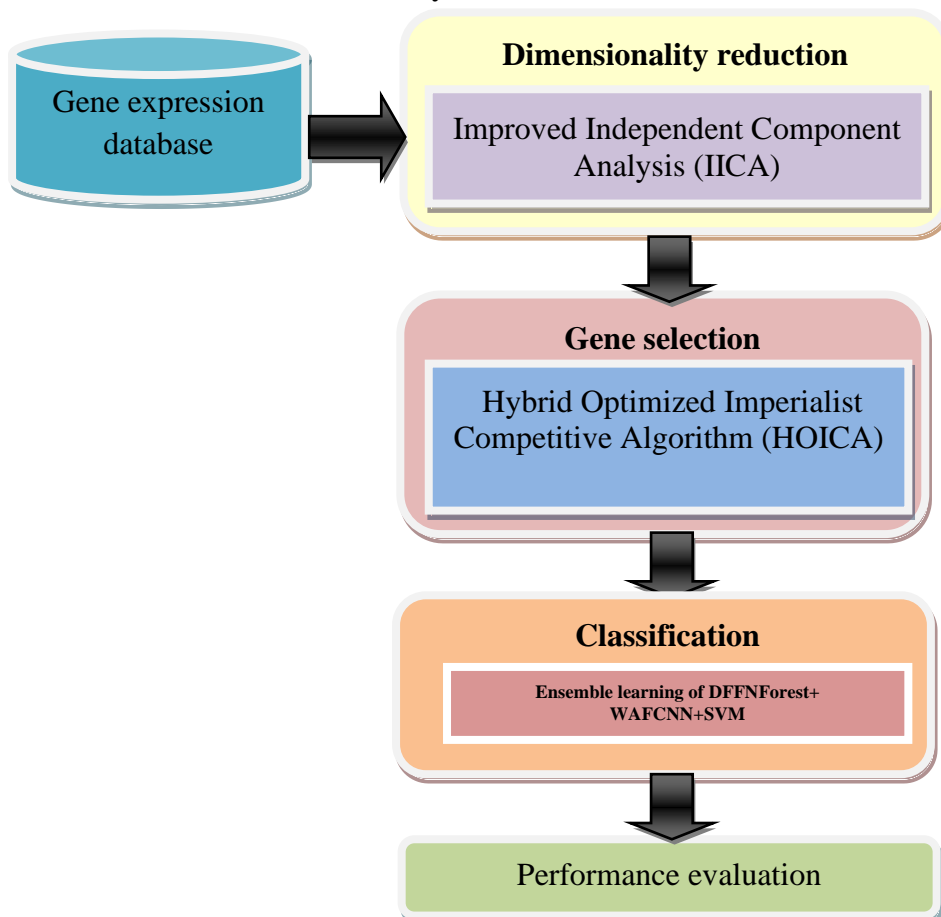 Gene expression
database
Dimensionality reduction
Improved Independent Component
Analysis (IICA)
Gene selection
Hybrid Optimized Imperialist
Competitive Algorithm (HOICA)
Classification
Ensemble learning of DFFNForest+
WAFCNN+SVM
Performance evaluation